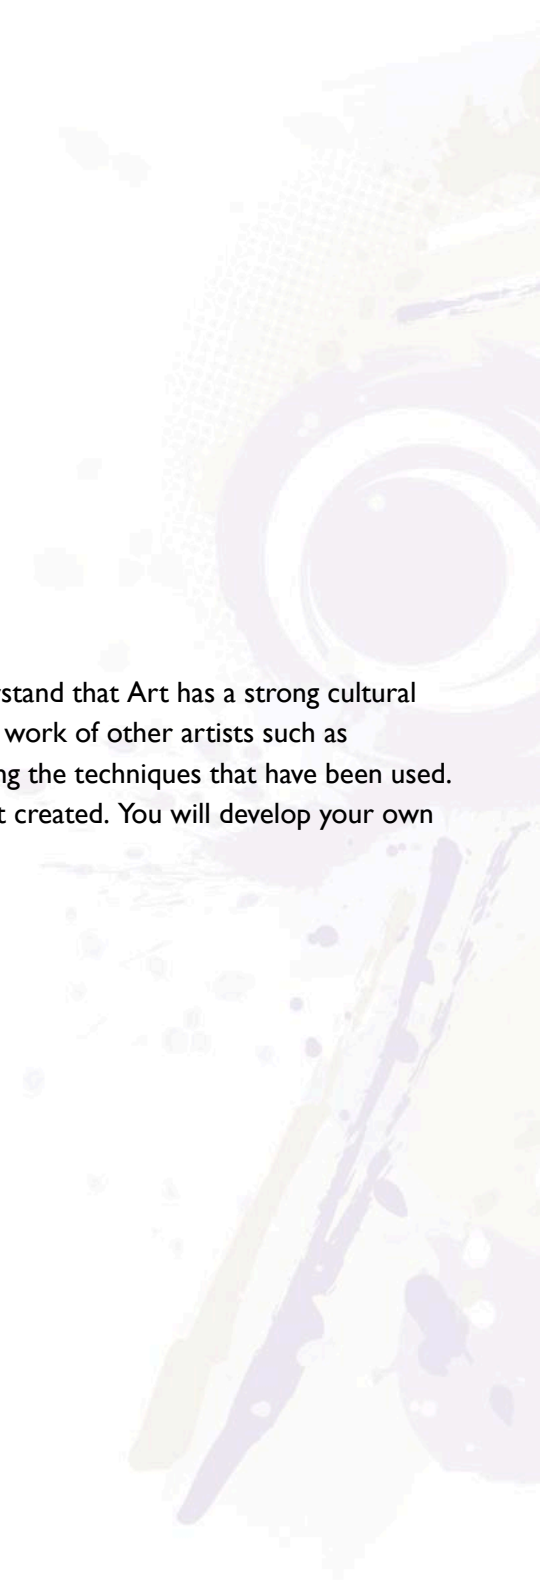 stand that Art has a strong cultural
work of other artists such as
ng the techniques that have been used.
t created. You will develop your own